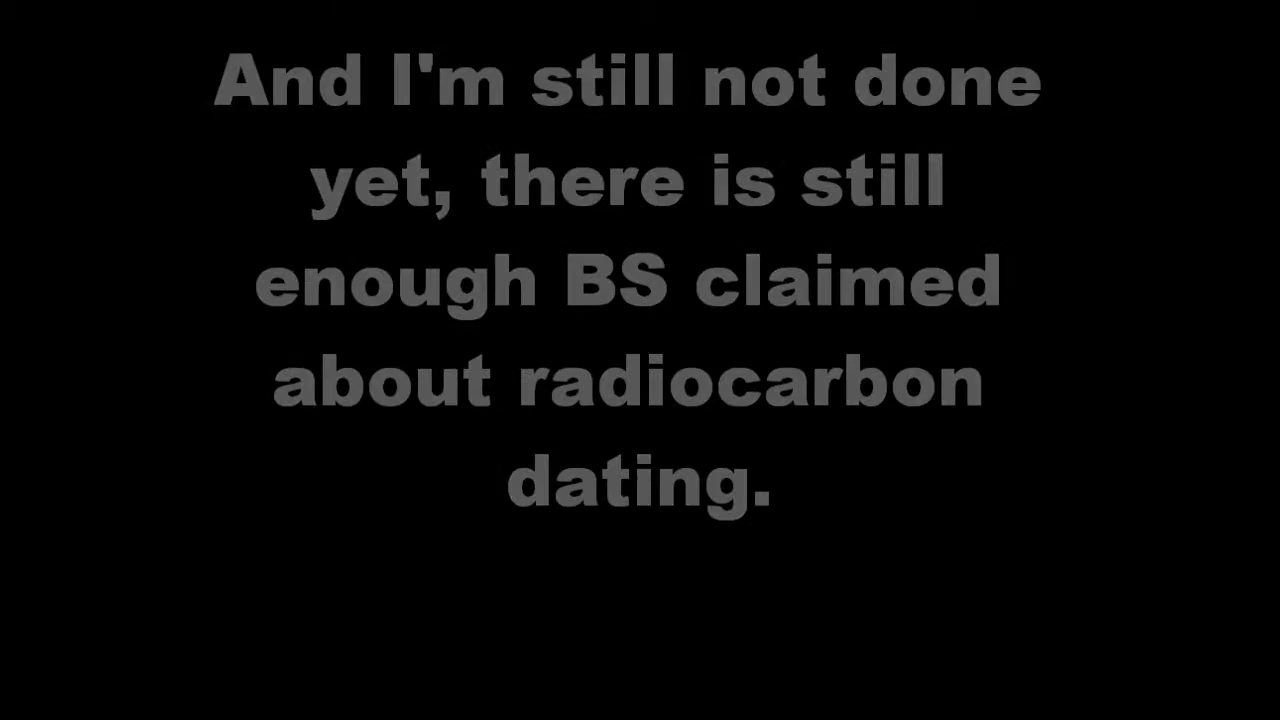 And I'm still not done
yet, there is still
enough BS claimed
about radiocarbon
dating.